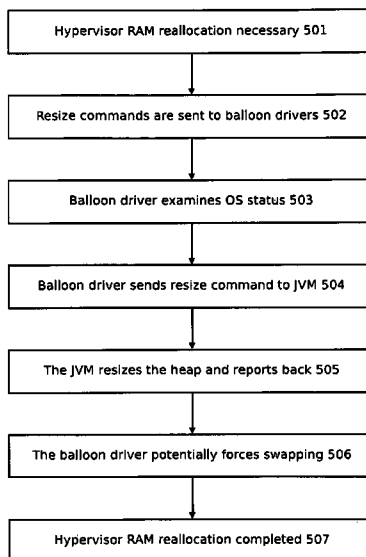 Hypervisor RAM reallocation necessary 501
Resize commands are sent to balloon drivers 502
Balloon driver examines OS status 503
Balloon driver sends resize command to JVM 504
The JVM resizes the heap and reports back 505
The balloon driver potentially forces swapping 506
Hypervisor RAM reallocation completed 507